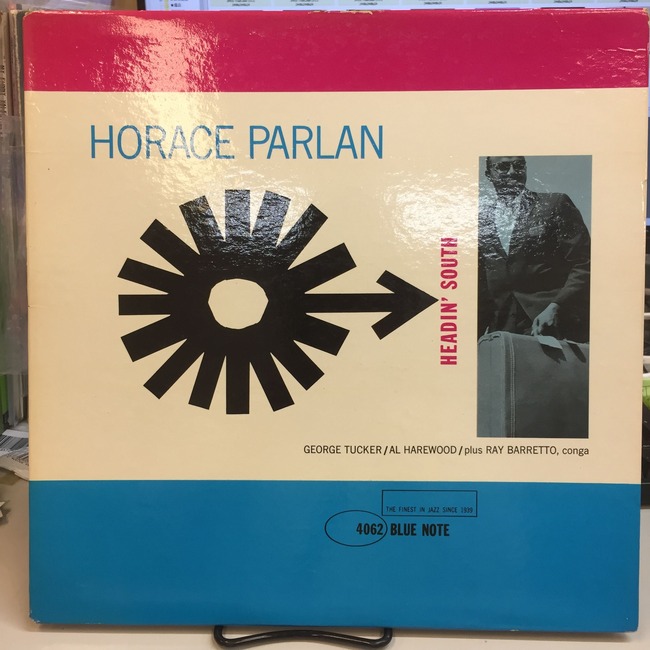 HORACE PARLAN
HEADIN' SOUTH
GEORGE TUCKER/AL HAREWOOD/plus RAY BARRETTO, conga
THE FINEST IN JAZZ SINCE 1939
4062 BLUE NOTE